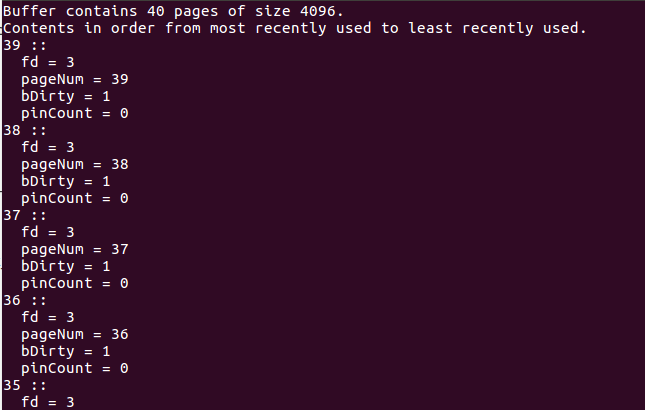 Buffer contains 40 pages of size 4096.
Contents in order from most recently used to least recently used.
39 ::
  fd = 3
  pageNum = 39
  bDirty = 1
  pinCount = 0
38 ::
  fd = 3
  pageNum = 38
  bDirty = 1
  pinCount = 0
37 ::
  fd = 3
  pageNum = 37
  bDirty = 1
  pinCount = 0
36 ::
  fd = 3
  pageNum = 36
  bDirty = 1
  pinCount = 0
35 ::
  fd = 3